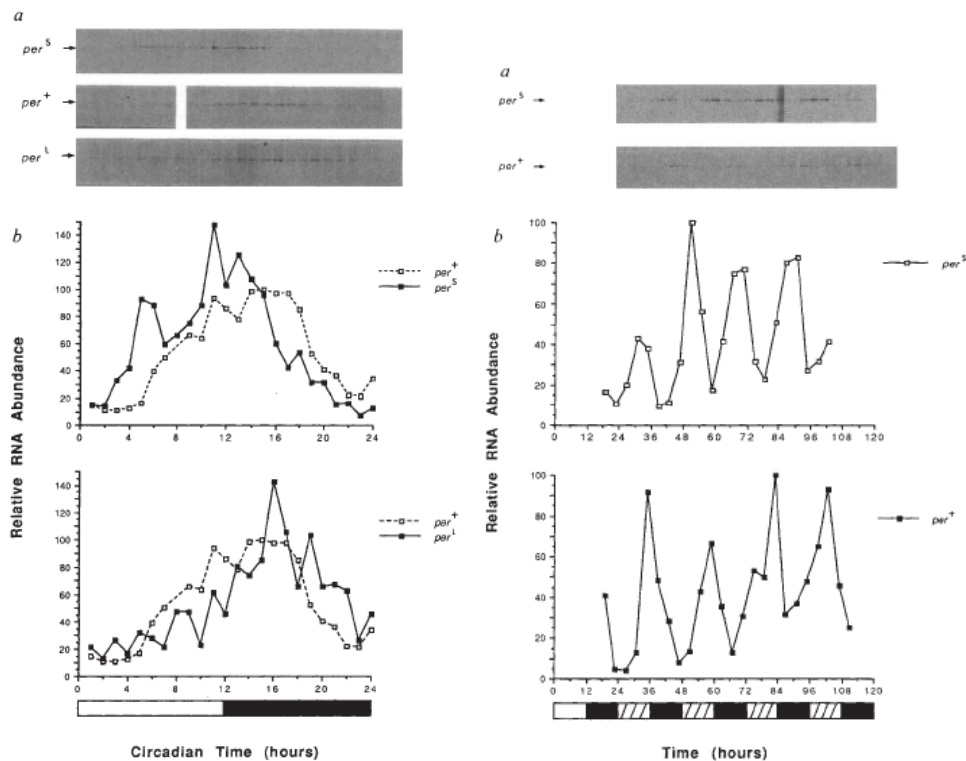 a
per S
per +
per L
b
140
120
100
80
60
40
20
0
per +
per S
0 4 8 12 16 20 24
140
120
100
80
60
40
20
0
per +
per L
0 4 8 12 16 20 24
Relative RNA Abundance
Circadian Time (hours)
a
per S
per +
b
100
80
60
40
20
0
per S
0 12 24 36 48 60 72 84 96 108 120
100
80
60
40
20
0
per +
0 12 24 36 48 60 72 84 96 108 120
Relative RNA Abundance
Time (hours)